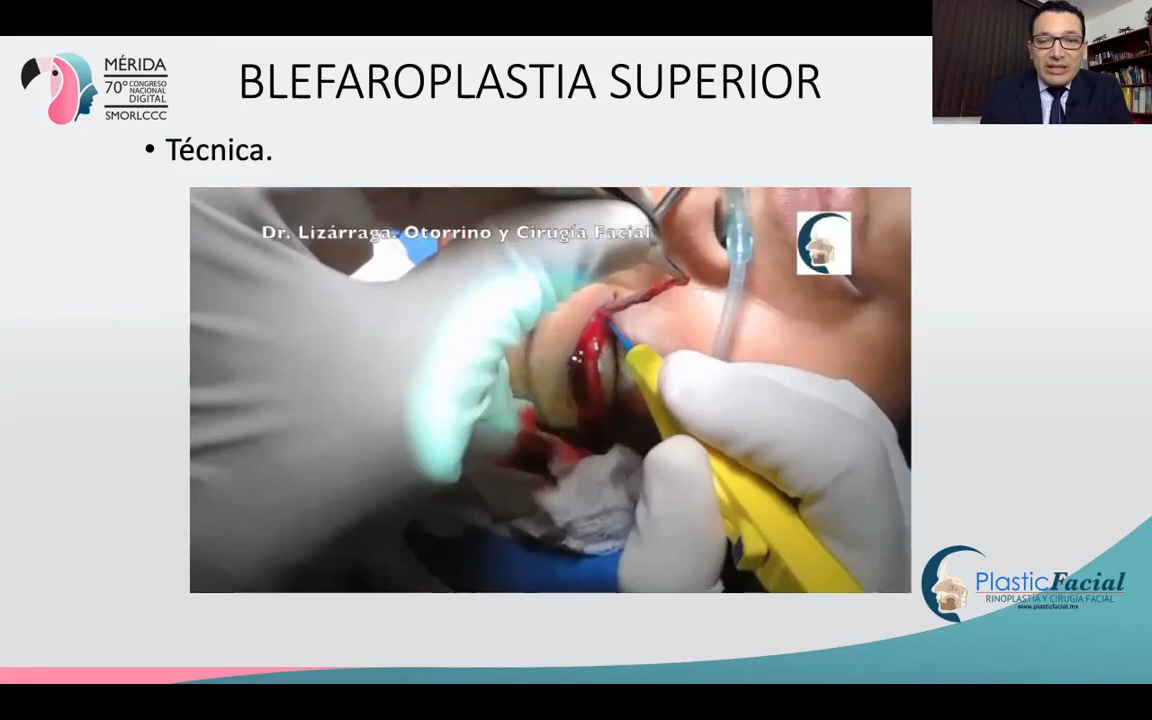 MÉRIDA
70° CONGRESO
NACIONAL
DIGITAL
SMORLCCC
BLEFAROPLASTIA SUPERIOR
• Técnica.
Dr. Lizárraga. Otorrino y Cirugía Facial
PlasticFacial
RINOPLASTÍA Y CIRUGÍA FACIAL
www.plasticfacial.mx